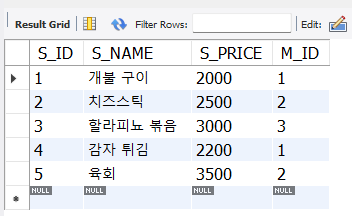 Result Grid Filter Rows: Edit:
S_ID S_NAME S_PRICE M_ID
1 개불 구이 2000 1
2 치즈스틱 2500 2
3 할라피뇨 볶음 3000 3
4 감자 튀김 2200 1
5 육회 3500 2
NULL NULL NULL NULL